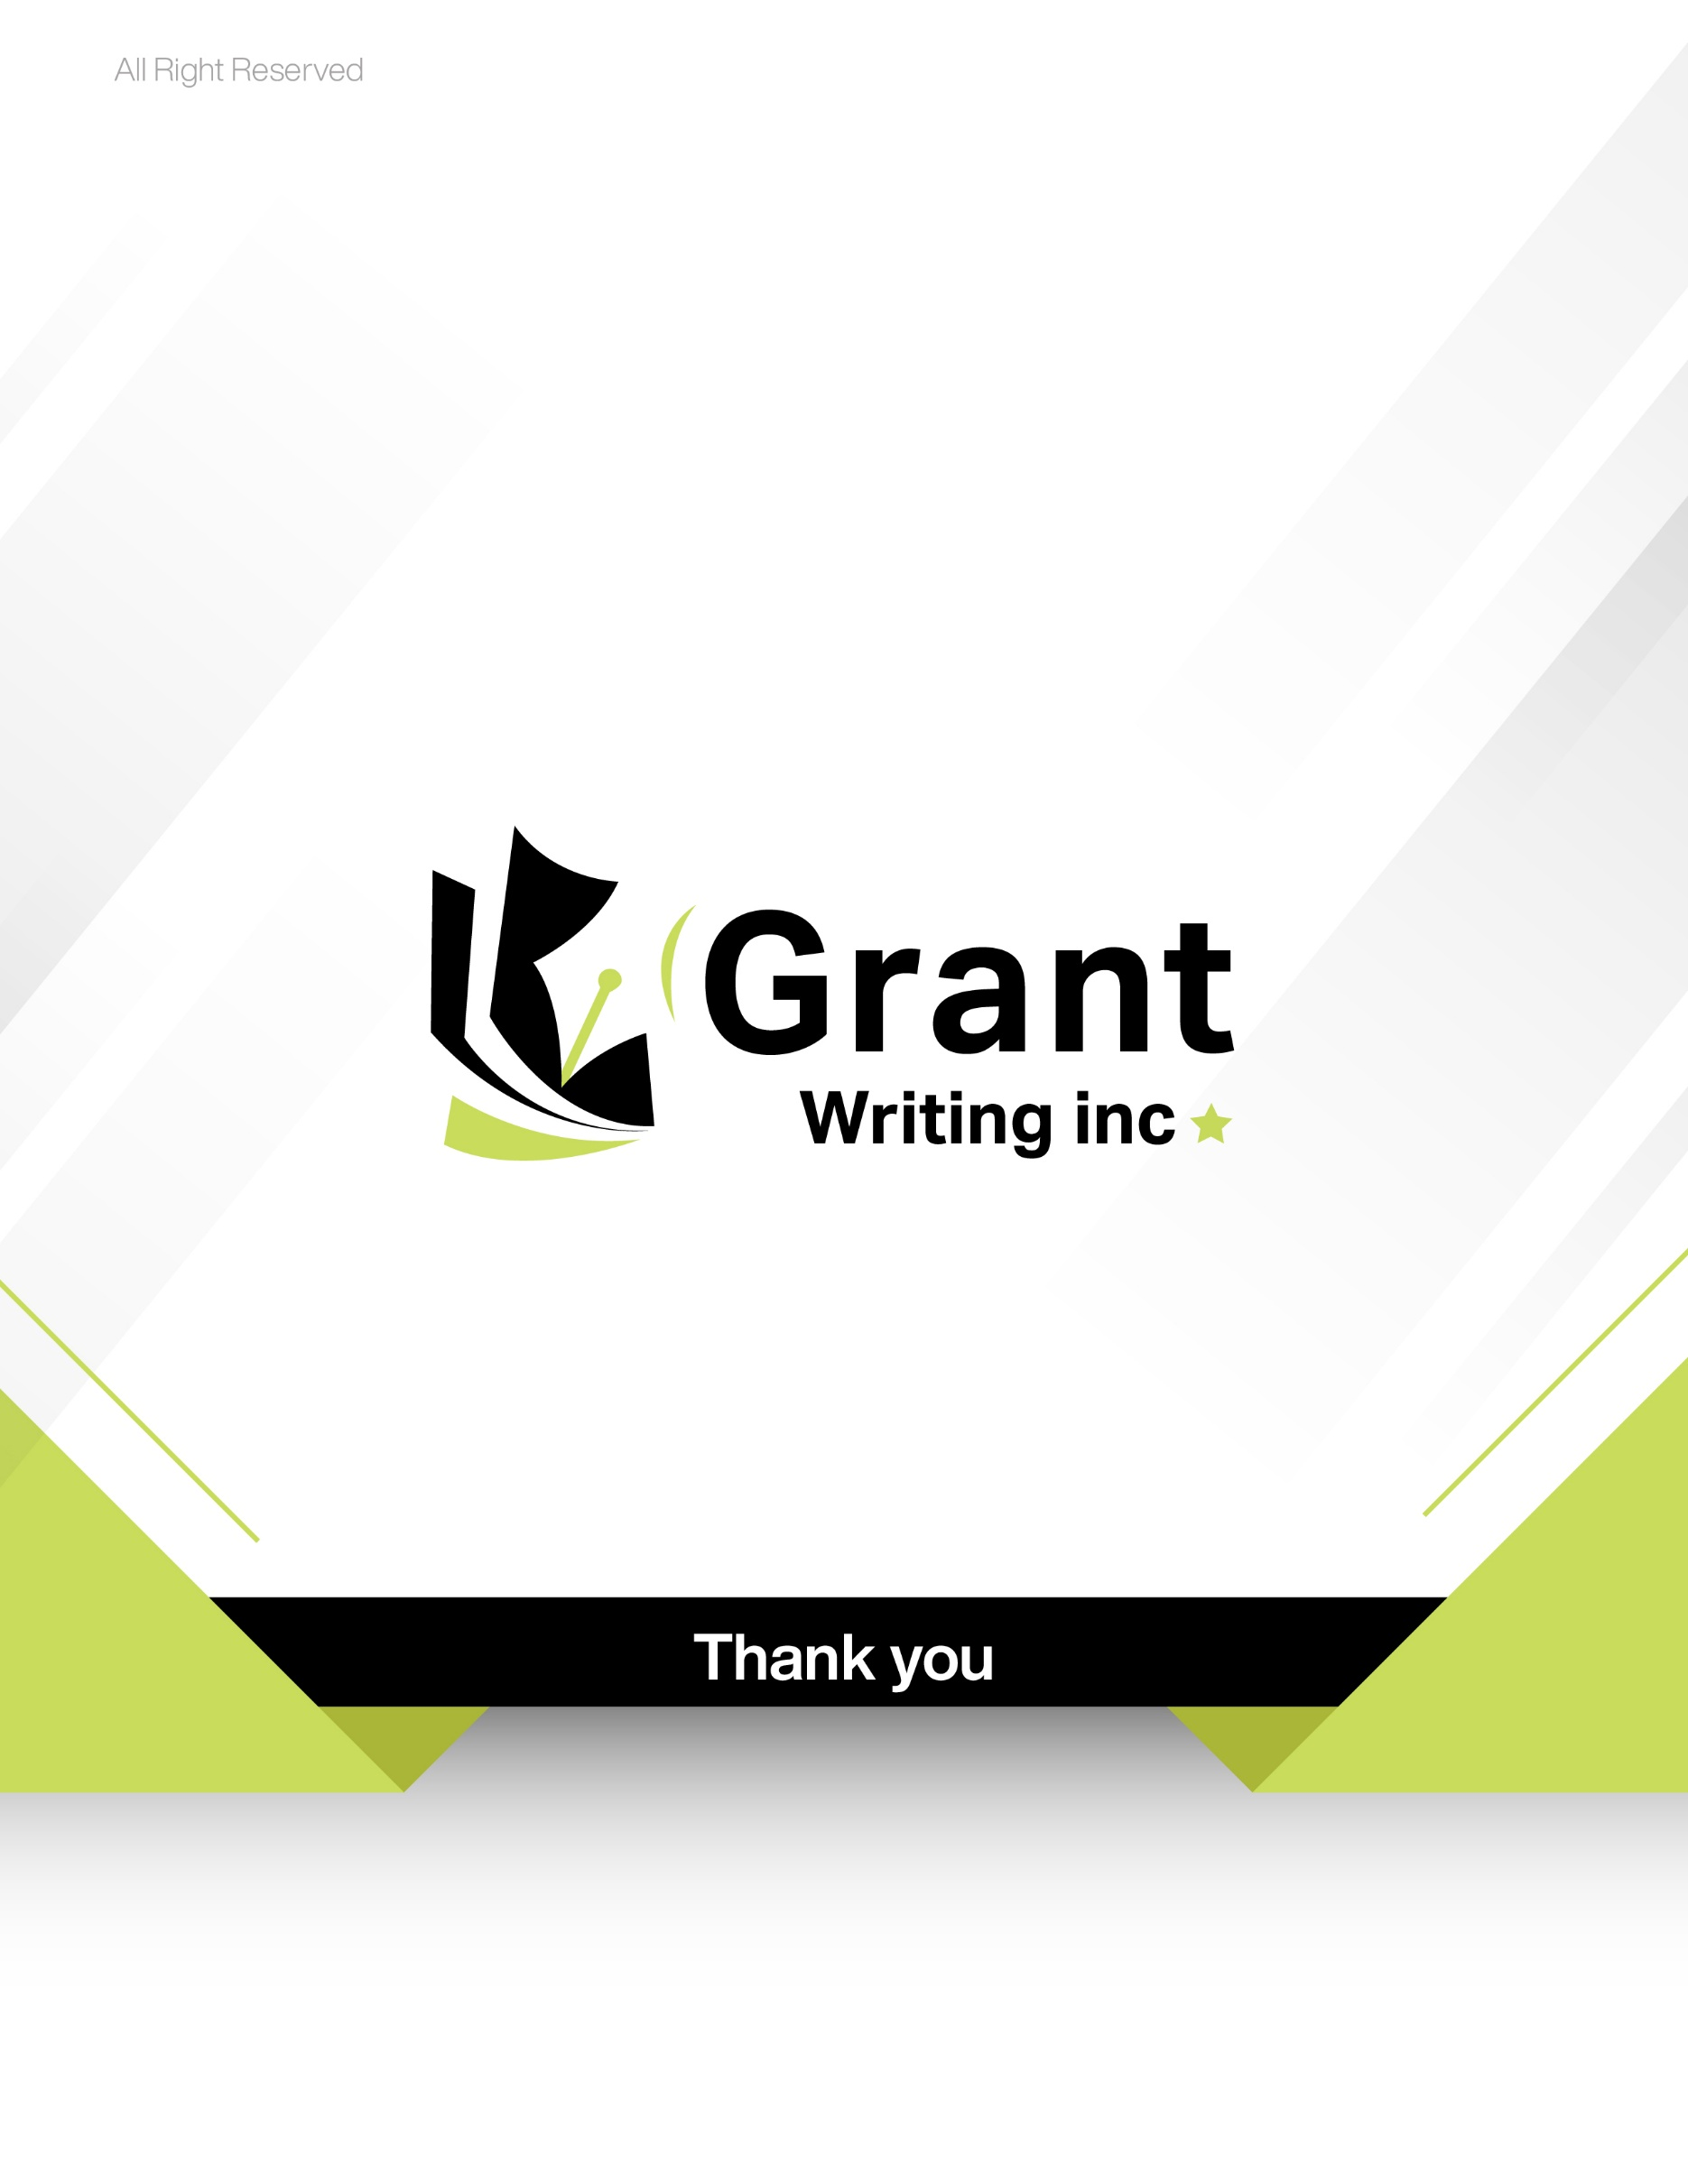 All Right Reserved
Grant
Writing inc
Thank you